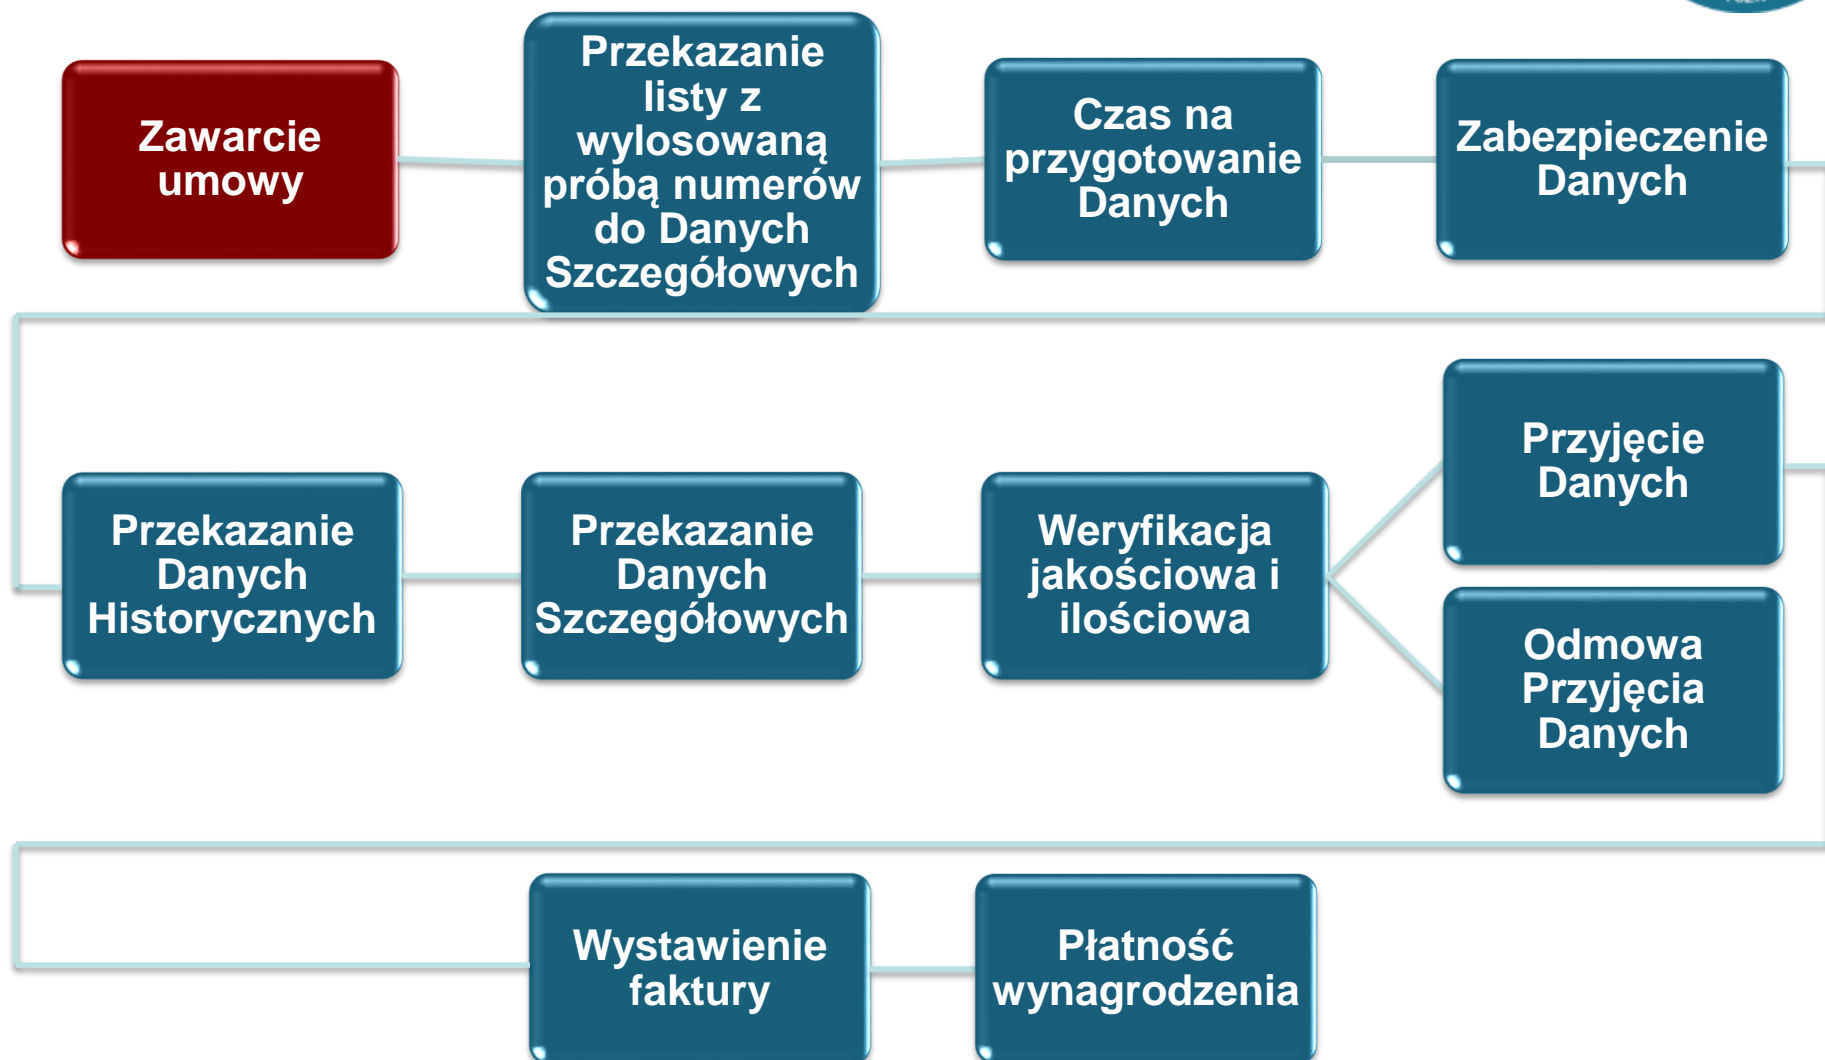 Zawarcie
umowy
Przekazanie
listy z
wylosowaną
próbą numerów
do Danych
Szczegółowych
Czas na
przygotowanie
Danych
Zabezpieczenie
Danych
Przekazanie
Danych
Historycznych
Przekazanie
Danych
Szczegółowych
Weryfikacja
jakościowa i
ilościowa
Przyjęcie
Danych
Odmowa
Przyjęcia
Danych
Wystawienie
faktury
Płatność
wynagrodzenia